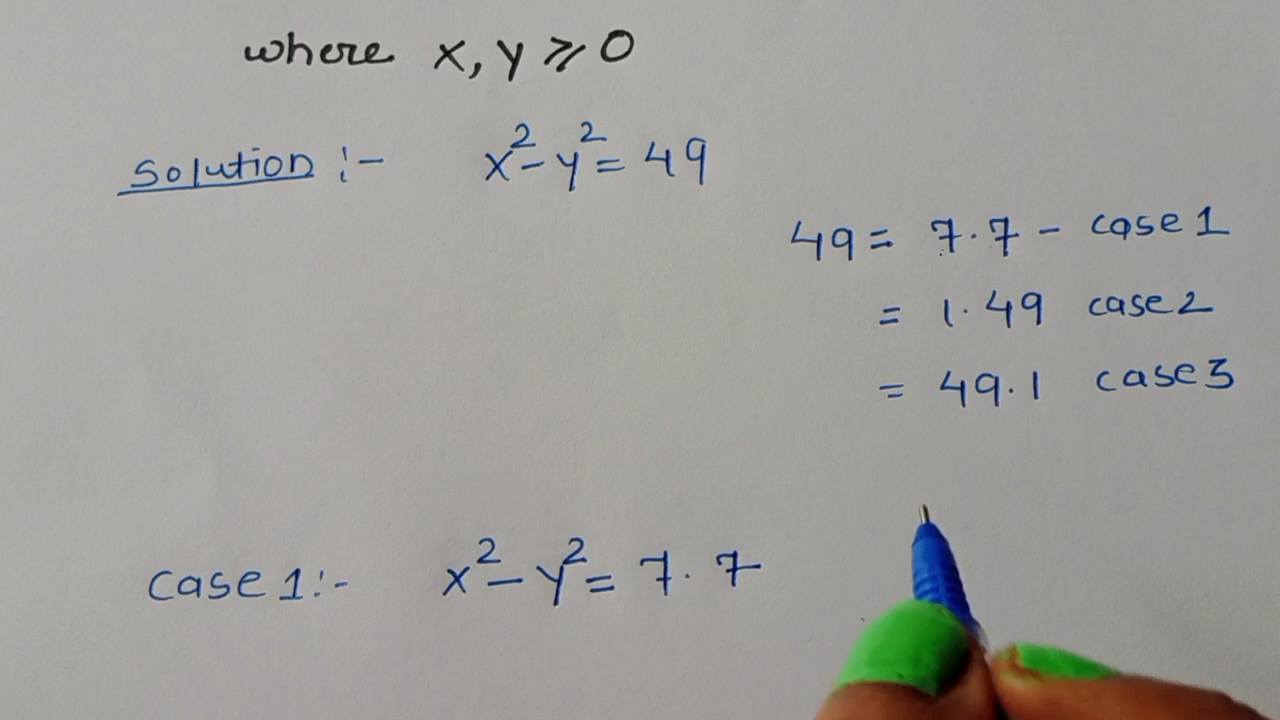 where x, y ⩾ 0
Solution :- x² - y² = 49
49 = 7.7 - case 1
= 1.49 case 2
= 49.1 case 3
case 1 :- x² - y² = 7.7